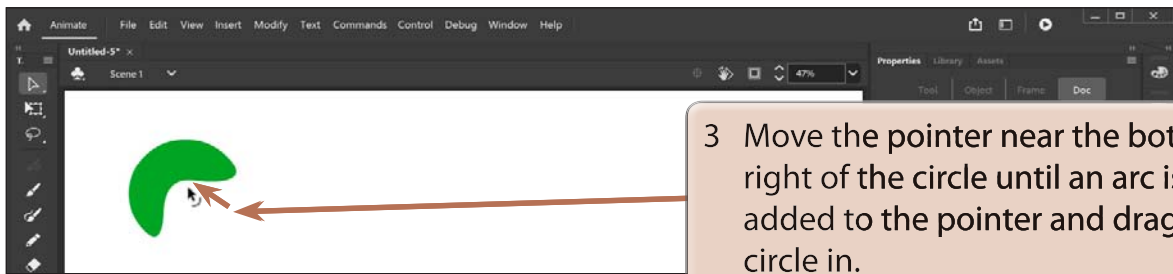 Animate File Edit View Insert Modify Text Commands Control Debug Window Help
Untitled-5* ×
Scene 1
47%
Properties Library Assets
Tool Object Frame Doc
3 Move the pointer near the bot
right of the circle until an arc is
added to the pointer and drag
circle in.